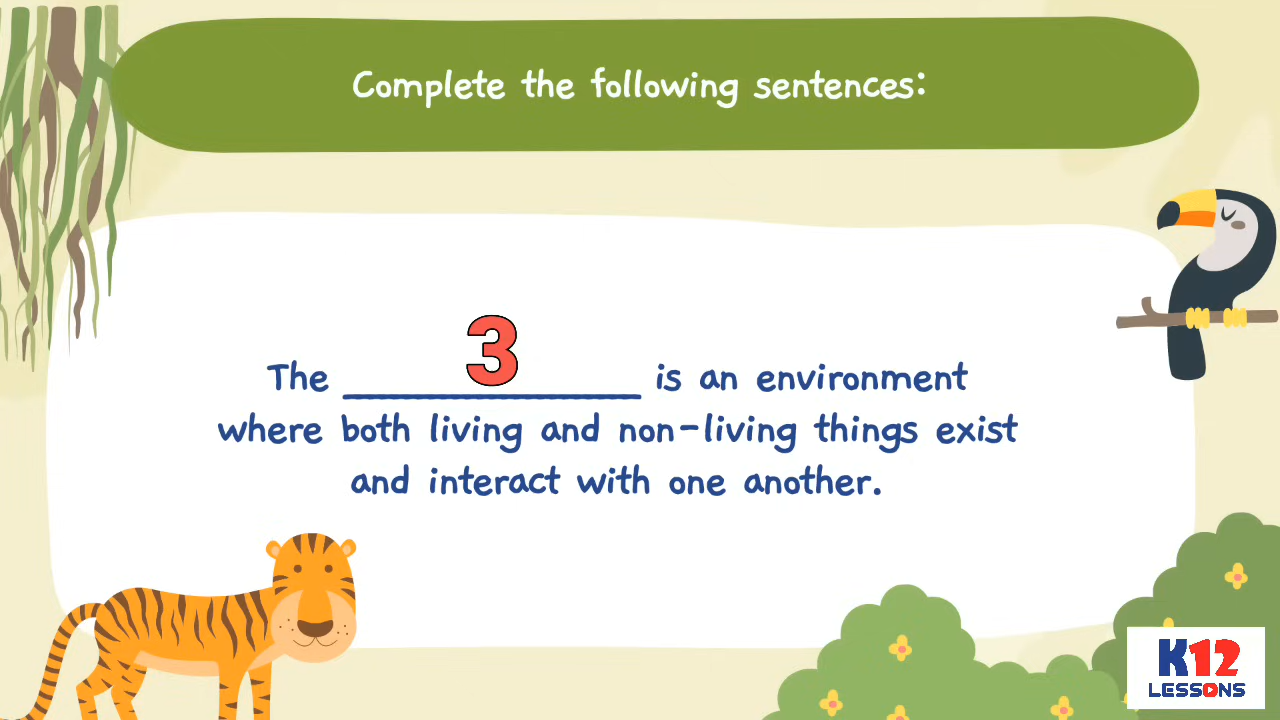 Complete the following sentences:
3
The ____________ is an environment
where both living and non-living things exist
and interact with one another.
K12
LESSONS